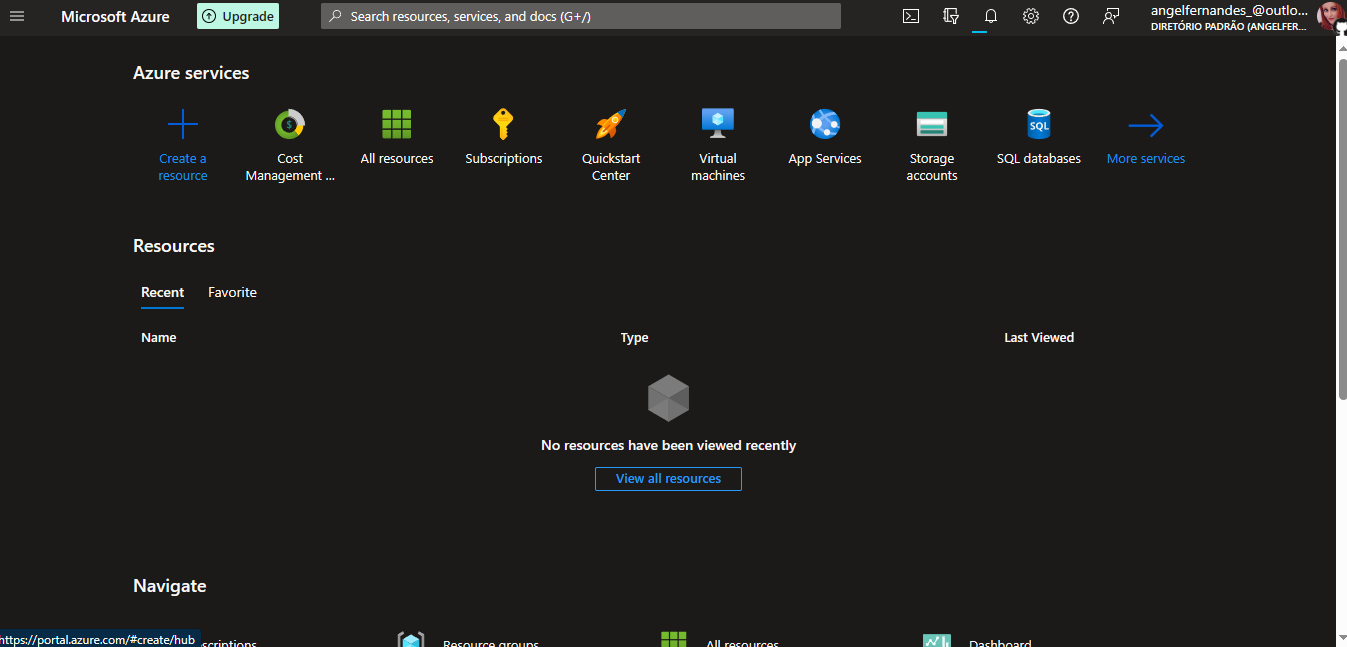 Microsoft Azure
Upgrade
Search resources, services, and docs (G+/)
angelfernandes_@outlo...
DIRETÓRIO PADRÃO (ANGELFER...
Azure services
Create a
resource
Cost
Management ...
All resources
Subscriptions
Quickstart
Center
Virtual
machines
App Services
Storage
accounts
SQL
SQL databases
More services
Resources
Recent
Favorite
Name
Type
Last Viewed
No resources have been viewed recently
View all resources
Navigate
https://portal.azure.com/#create/hub
scriptions
Resource groups
All resources
Dashboard